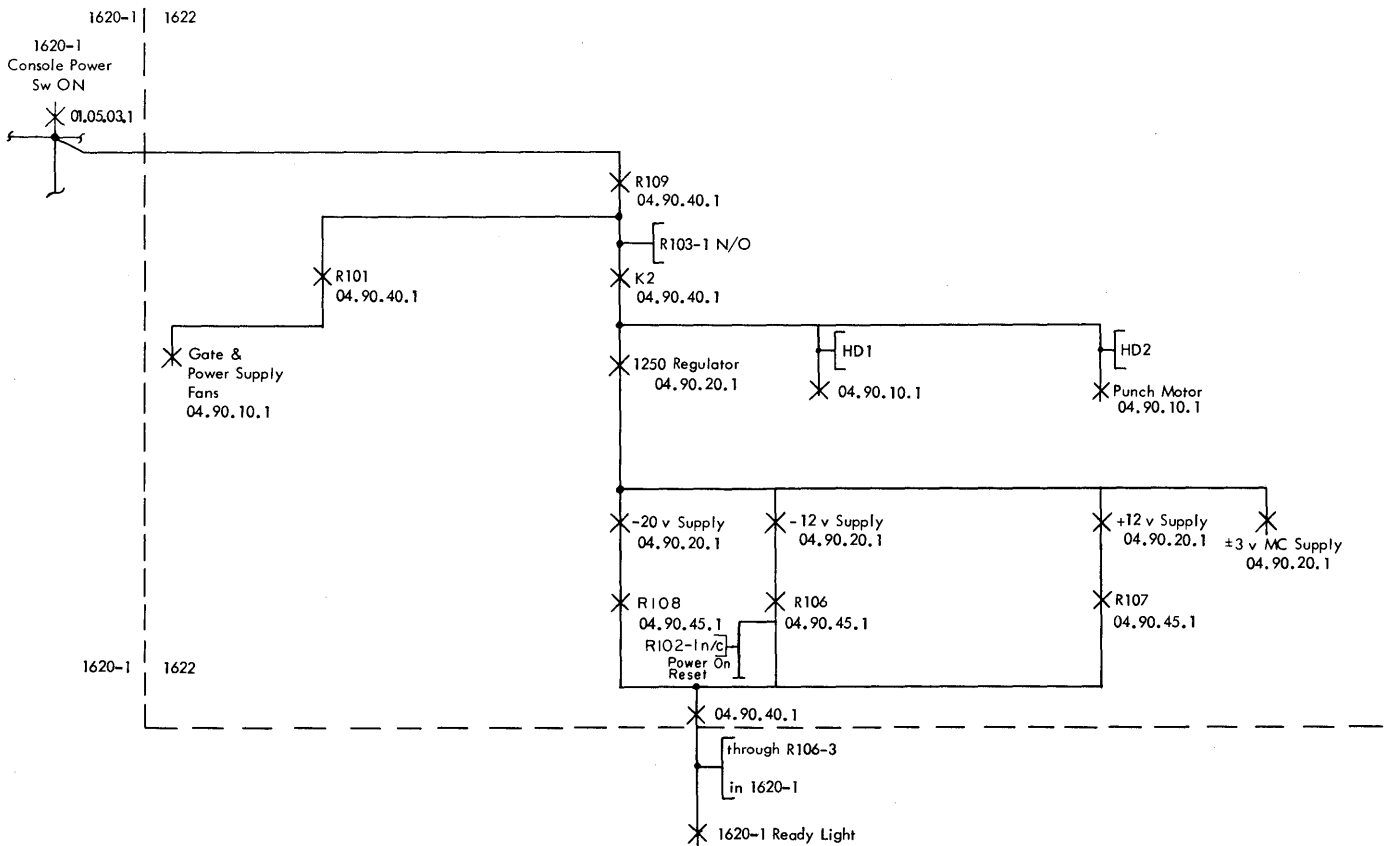 1620-1 1622
1620-1
Console Power
Sw ON
01.05.03.1
R109
04.90.40.1
R103-1 N/O
R101
04.90.40.1
K2
04.90.40.1
Gate &
Power Supply
Fans
04.90.10.1
1250 Regulator
04.90.20.1
HD1
04.90.10.1
HD2
Punch Motor
04.90.10.1
-20 v Supply
04.90.20.1
-12 v Supply
04.90.20.1
+12 v Supply
04.90.20.1
±3 v MC Supply
04.90.20.1
R108
04.90.45.1
R106
04.90.45.1
R107
04.90.45.1
R102-1 n/c
Power On
Reset
1620-1 1622
04.90.40.1
through R106-3
in 1620-1
1620-1 Ready Light